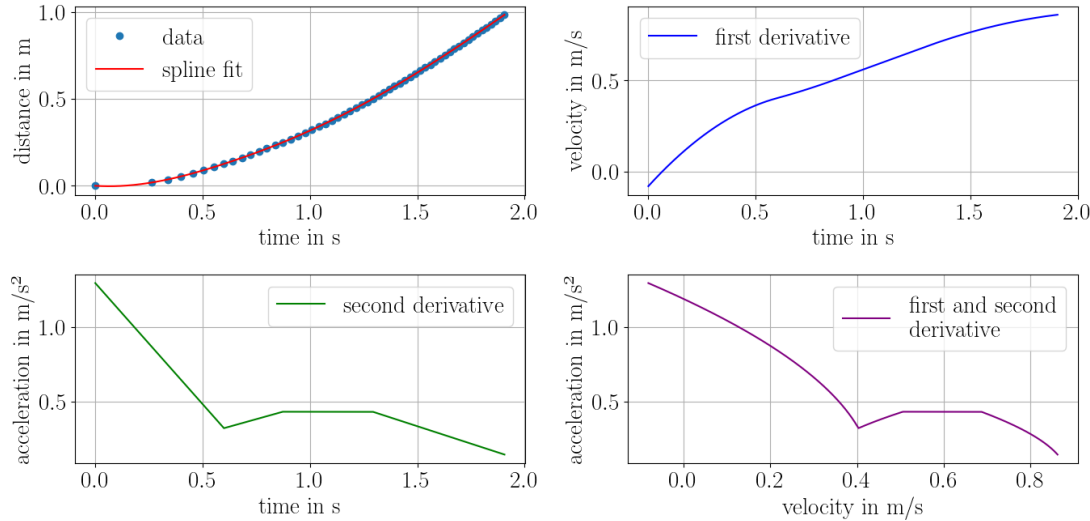 1.0
0.5
0.0
distance in m
data
spline fit
0.0 0.5 1.0 1.5 2.0
time in s
0.5
0.0
velocity in m/s
first derivative
0.0 0.5 1.0 1.5 2.0
time in s
1.0
0.5
acceleration in m/s²
second derivative
0.0 0.5 1.0 1.5 2.0
time in s
1.0
0.5
acceleration in m/s²
first and second
derivative
0.0 0.2 0.4 0.6 0.8
velocity in m/s